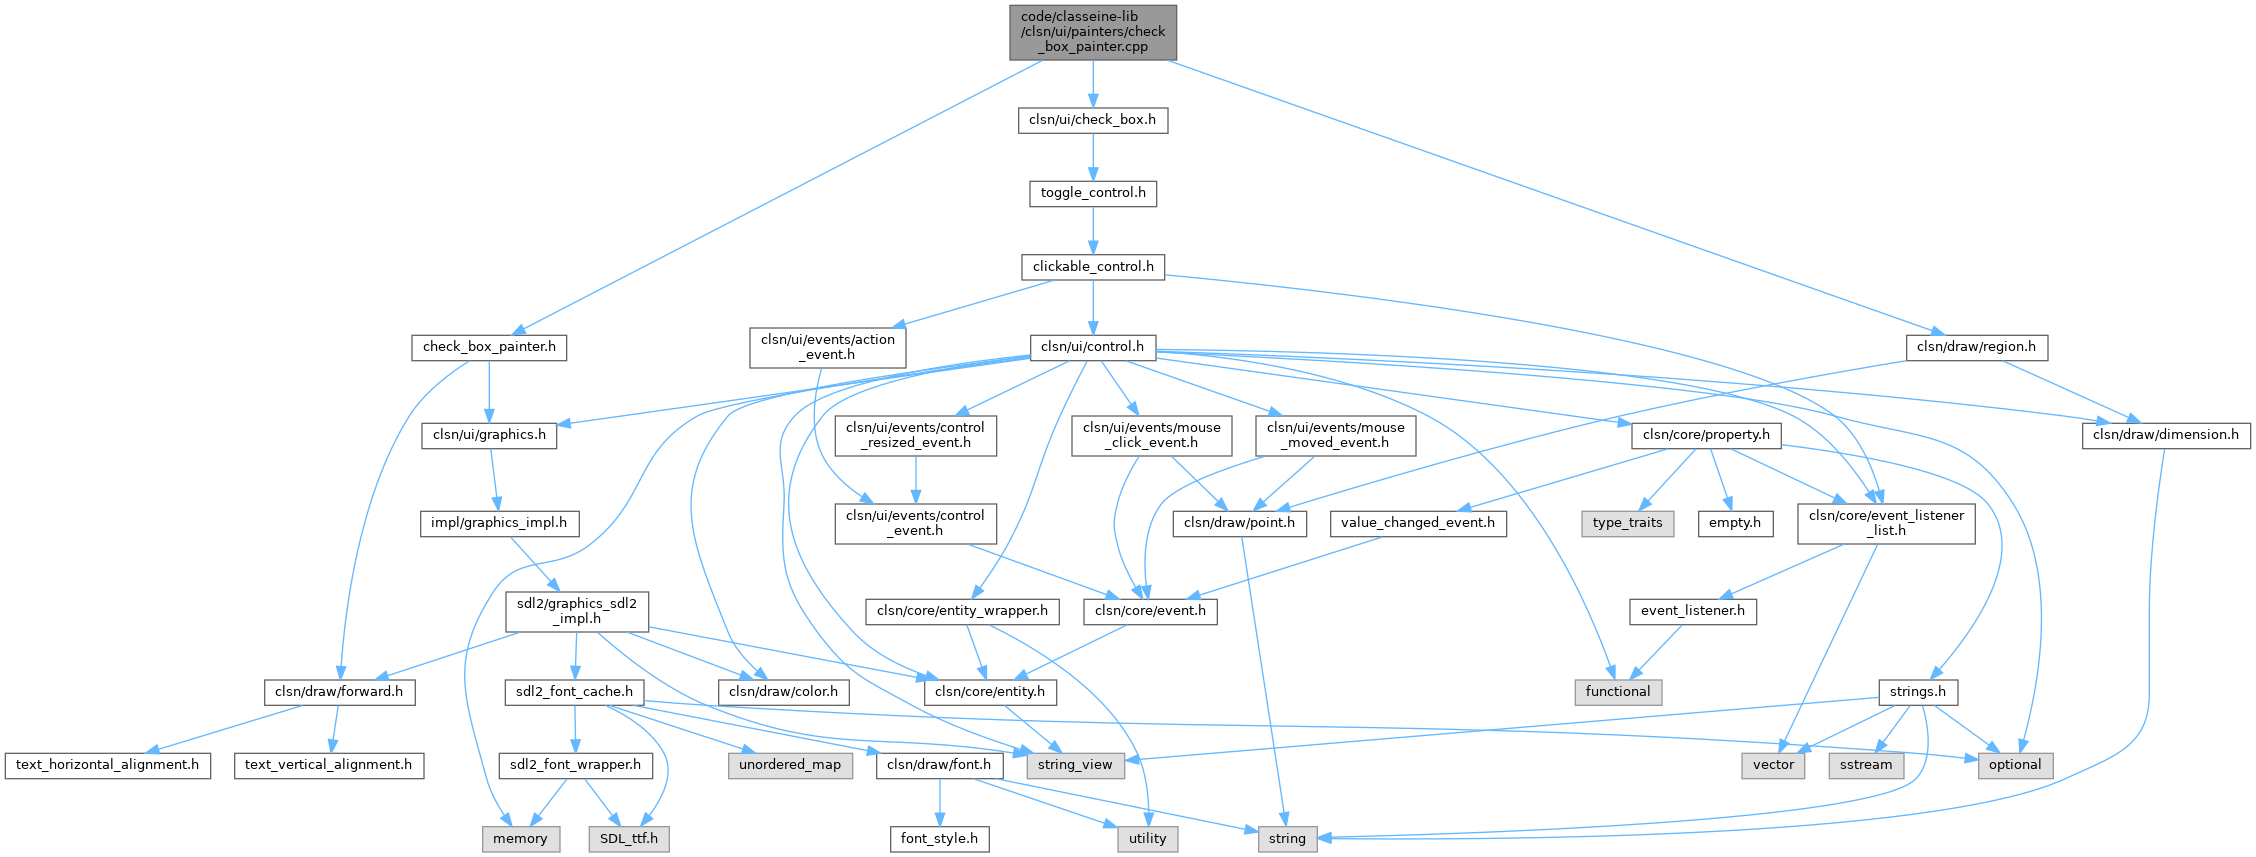 code/classeine-lib
/clsn/ui/painters/check
_box_painter.cpp
clsn/ui/check_box.h
toggle_control.h
clickable_control.h
check_box_painter.h
clsn/ui/events/action
_event.h
clsn/ui/control.h
clsn/draw/region.h
clsn/ui/graphics.h
clsn/ui/events/control
_resized_event.h
clsn/ui/events/mouse
_click_event.h
clsn/ui/events/mouse
_moved_event.h
clsn/core/property.h
clsn/draw/dimension.h
impl/graphics_impl.h
clsn/ui/events/control
_event.h
clsn/draw/point.h
value_changed_event.h
type_traits
empty.h
clsn/core/event_listener
_list.h
sdl2/graphics_sdl2
_impl.h
clsn/core/entity_wrapper.h
clsn/core/event.h
event_listener.h
clsn/draw/forward.h
sdl2_font_cache.h
clsn/draw/color.h
clsn/core/entity.h
functional
strings.h
text_horizontal_alignment.h
text_vertical_alignment.h
sdl2_font_wrapper.h
unordered_map
clsn/draw/font.h
string_view
vector
sstream
optional
memory
SDL_ttf.h
font_style.h
utility
string